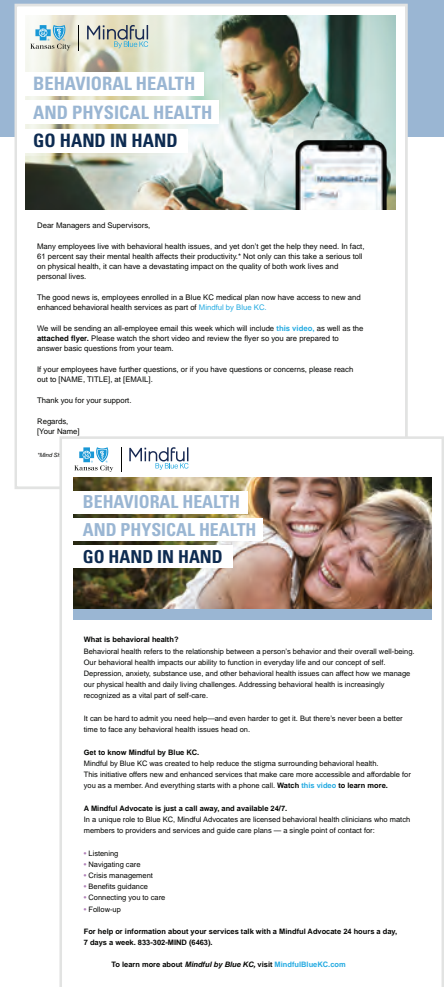 Kansas City
Mindful
By Blue KC
BEHAVIORAL HEALTH
AND PHYSICAL HEALTH
GO HAND IN HAND
MindfulBlueKC.com
Dear Managers and Supervisors,
Many employees live with behavioral health issues, and yet don't get the help they need. In fact,
61 percent say their mental health affects their productivity.* Not only can this take a serious toll
on physical health, it can have a devastating impact on the quality of both work lives and
personal lives.
The good news is, employees enrolled in a Blue KC medical plan now have access to new and
enhanced behavioral health services as part of Mindful by Blue KC.
We will be sending an all-employee email this week which will include this video, as well as the
attached flyer. Please watch the short video and review the flyer so you are prepared to
answer basic questions from your team.
If your employees have further questions, or if you have questions or concerns, please reach
out to [NAME, TITLE], at [EMAIL].
Thank you for your support.
Regards,
[Your Name]
*Mind
Kansas City
Mindful
By Blue KC
BEHAVIORAL HEALTH
AND PHYSICAL HEALTH
GO HAND IN HAND
What is behavioral health?
Behavioral health refers to the relationship between a person's behavior and their overall well-being.
Our behavioral health impacts our ability to function in everyday life and our concept of self.
Depression, anxiety, substance use, and other behavioral health issues can affect how we manage
our physical health and daily living challenges. Addressing behavioral health is increasingly
recognized as a vital part of self-care.
It can be hard to admit you need help—and even harder to get it. But there's never been a better
time to face any behavioral health issues head on.
Get to know Mindful by Blue KC.
Mindful by Blue KC was created to help reduce the stigma surrounding behavioral health.
This initiative offers new and enhanced services that make care more accessible and affordable for
you as a member. And everything starts with a phone call. Watch this video to learn more.
A Mindful Advocate is just a call away, and available 24/7.
In a unique role to Blue KC, Mindful Advocates are licensed behavioral health clinicians who match
members to providers and services and guide care plans — a single point of contact for:
• Listening
• Navigating care
• Crisis management
• Benefits guidance
• Connecting you to care
• Follow-up
For help or information about your services talk with a Mindful Advocate 24 hours a day,
7 days a week. 833-302-MIND (6463).
To learn more about Mindful by Blue KC, visit MindfulBlueKC.com